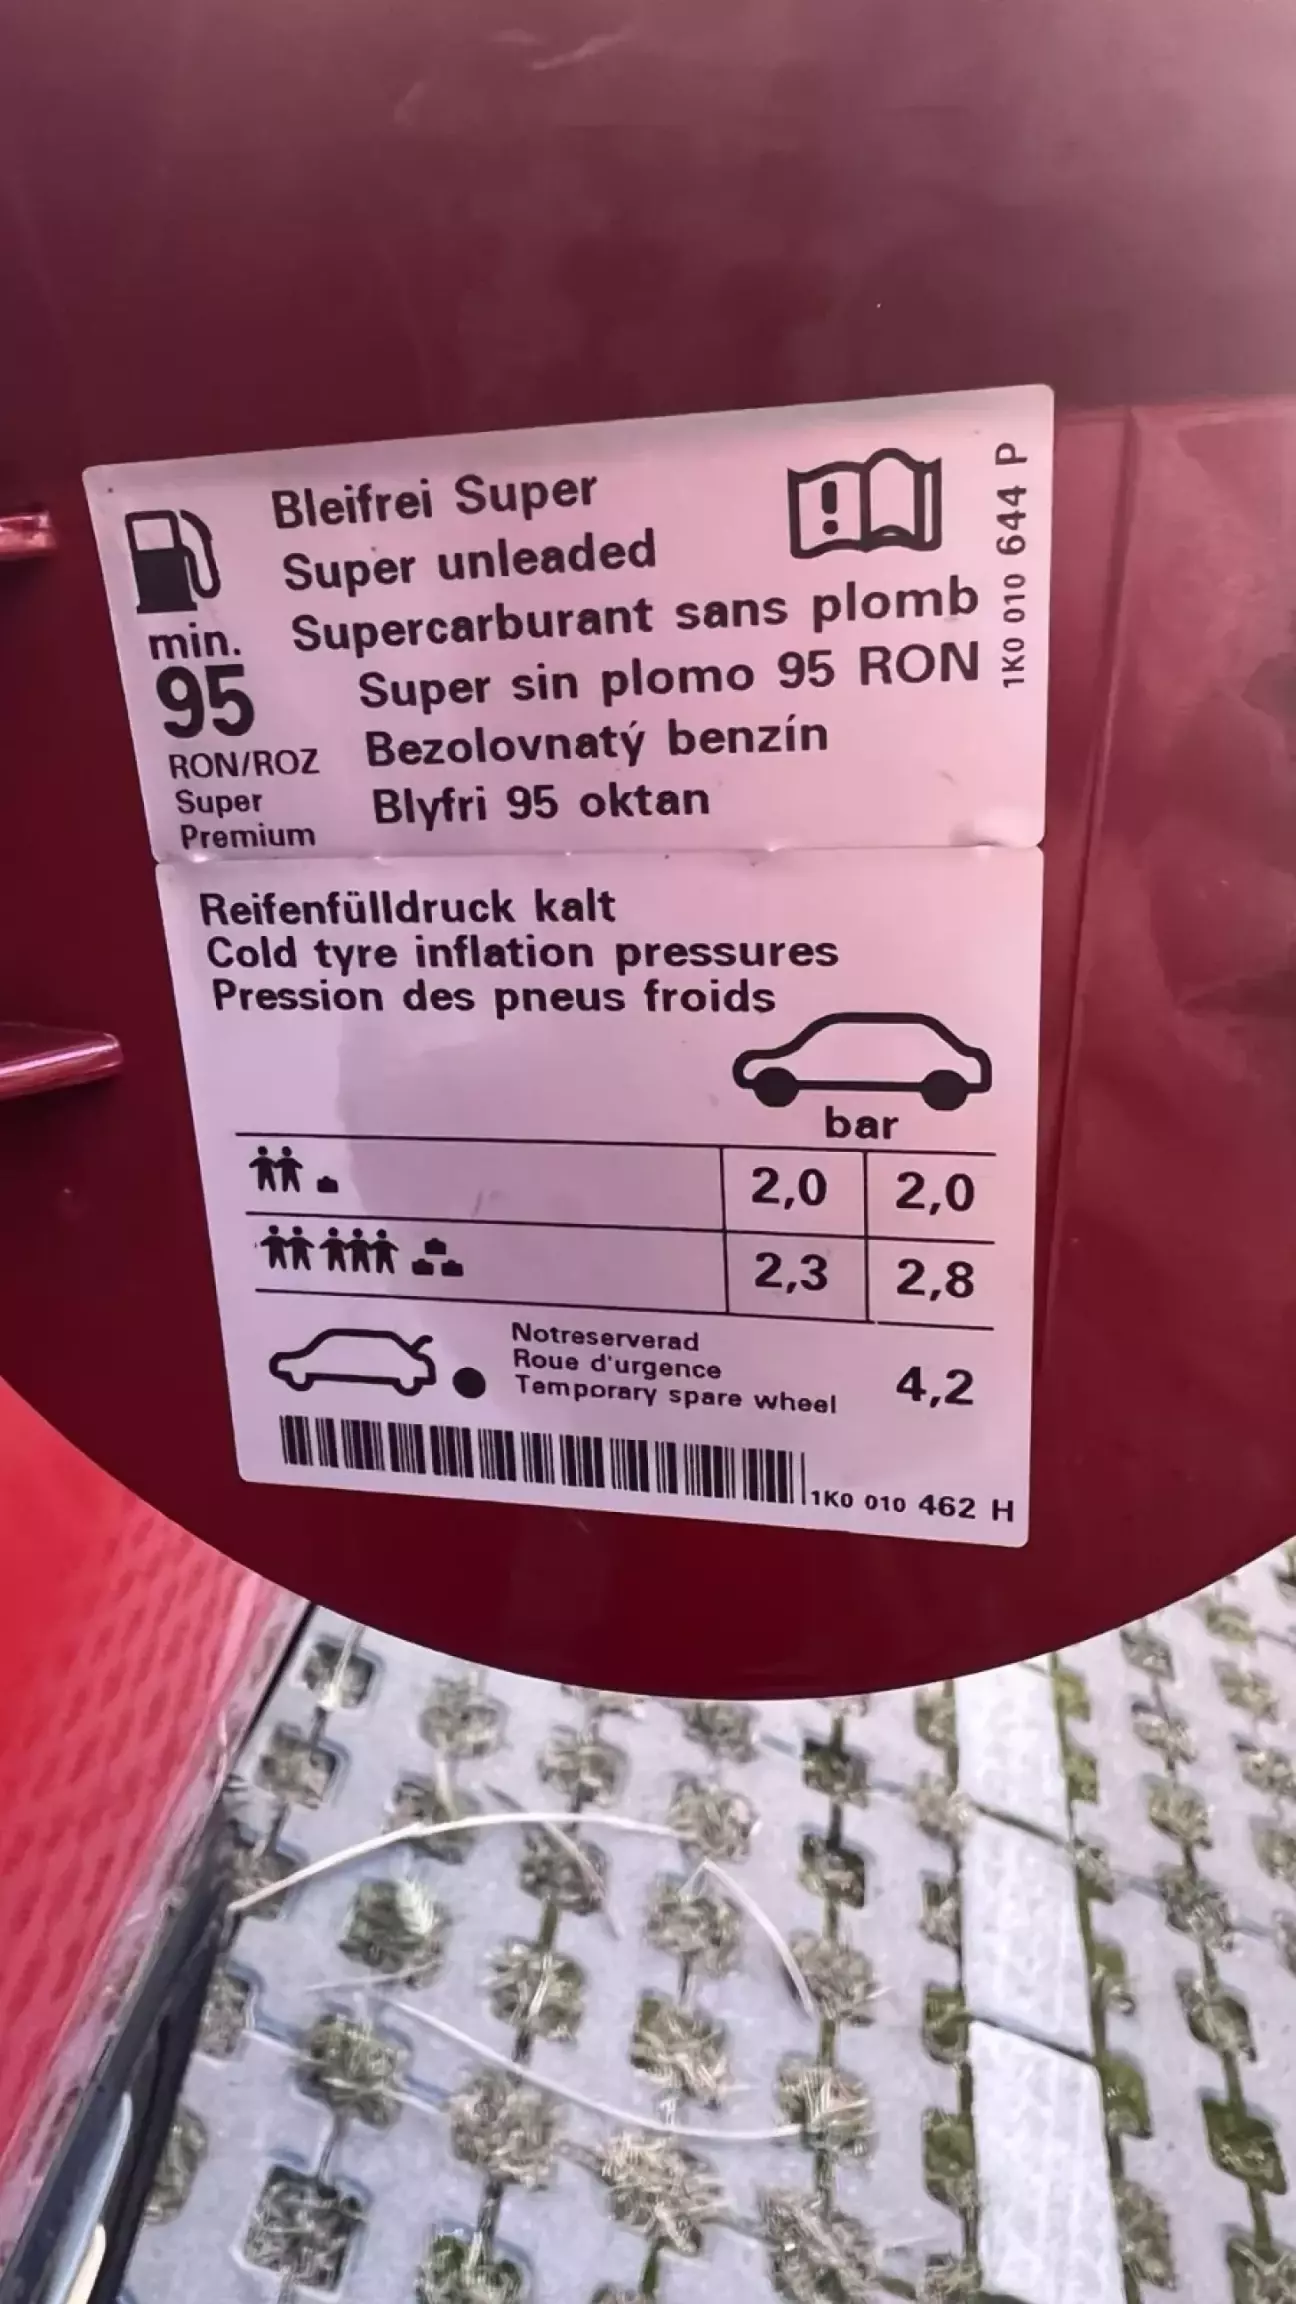 Bleifrei Super
Super unleaded
Supercarburant sans plomb
Super sin plomo 95 RON
Bezolovnatý benzín
Blyfri 95 oktan
min.
95
RON/ROZ
Super
Premium
1K0 010 644 P
Reifenfülldruck kalt
Cold tyre inflation pressures
Pression des pneus froids
bar
2,0 2,0
2,3 2,8
Notreserverad
Roue d'urgence
Temporary spare wheel
4,2
1K0 010 462 H